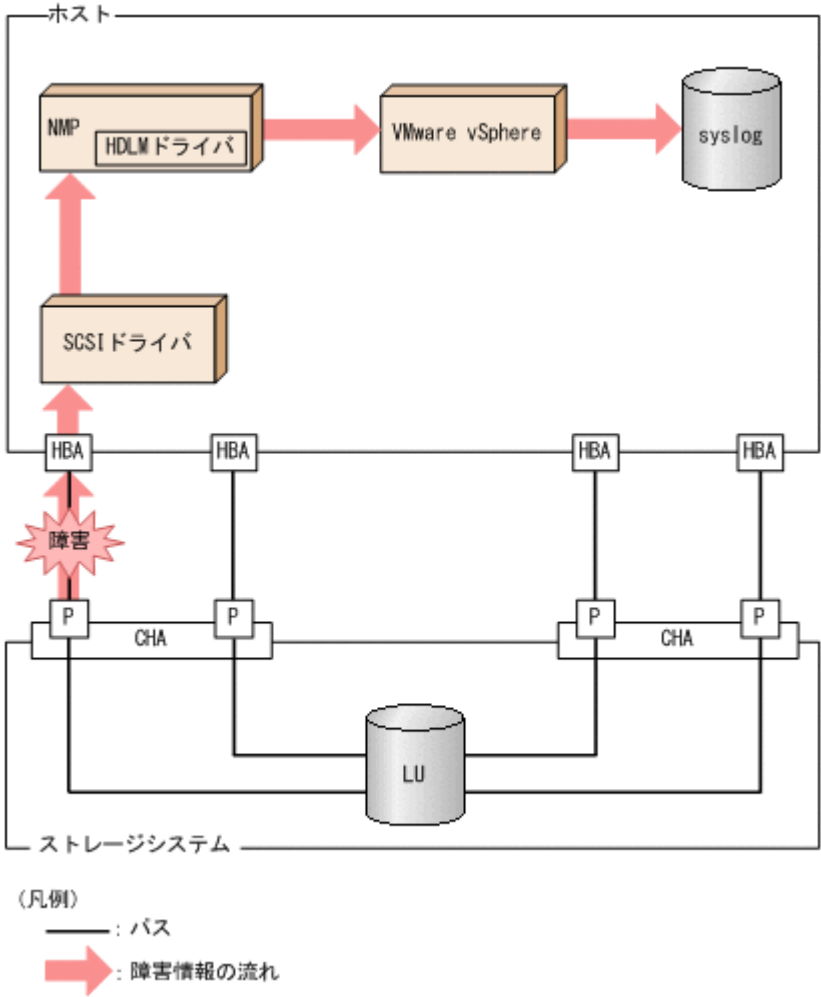 ホスト
NMP
HDLMドライバ
VMware vSphere
syslog
SCSIドライバ
HBA
HBA
HBA
HBA
障害
P
P
P
P
CHA
CHA
LU
ストレージシステム
(凡例)
: パス
: 障害情報の流れ